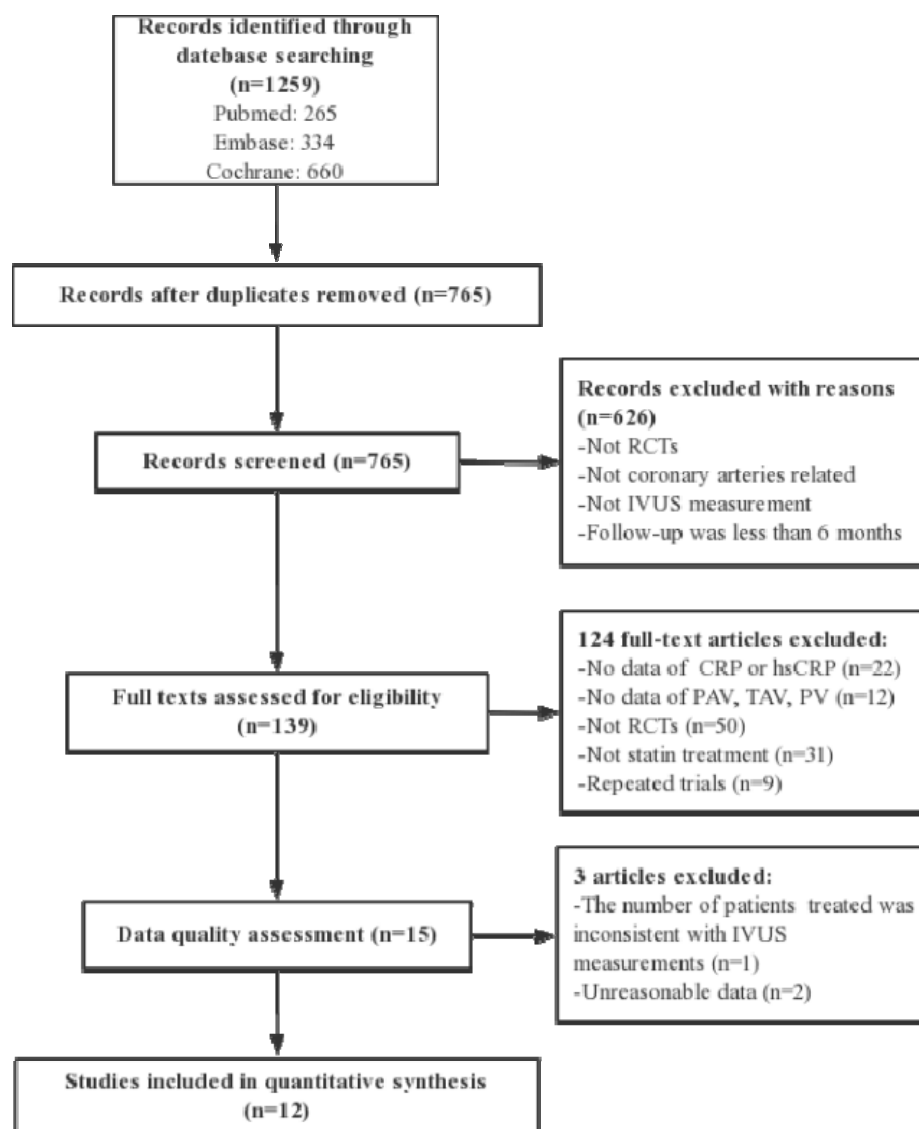 Records identified through
datebase searching
(n=1259)
Pubmed: 265
Embase: 334
Cochrane: 660
Records after duplicates removed (n=765)
Records excluded with reasons
(n=626)
-Not RCTs
-Not coronary arteries related
-Not IVUS measurement
-Follow-up was less than 6 months
Records screened (n=765)
124 full-text articles excluded:
-No data of CRP or hsCRP (n=22)
-No data of PAV, TAV, PV (n=12)
-Not RCTs (n=50)
-Not statin treatment (n=31)
-Repeated trials (n=9)
Full texts assessed for eligibility
(n=139)
3 articles excluded:
-The number of patients treated was
inconsistent with IVUS
measurements (n=1)
-Unreasonable data (n=2)
Data quality assessment (n=15)
Studies included in quantitative synthesis
(n=12)